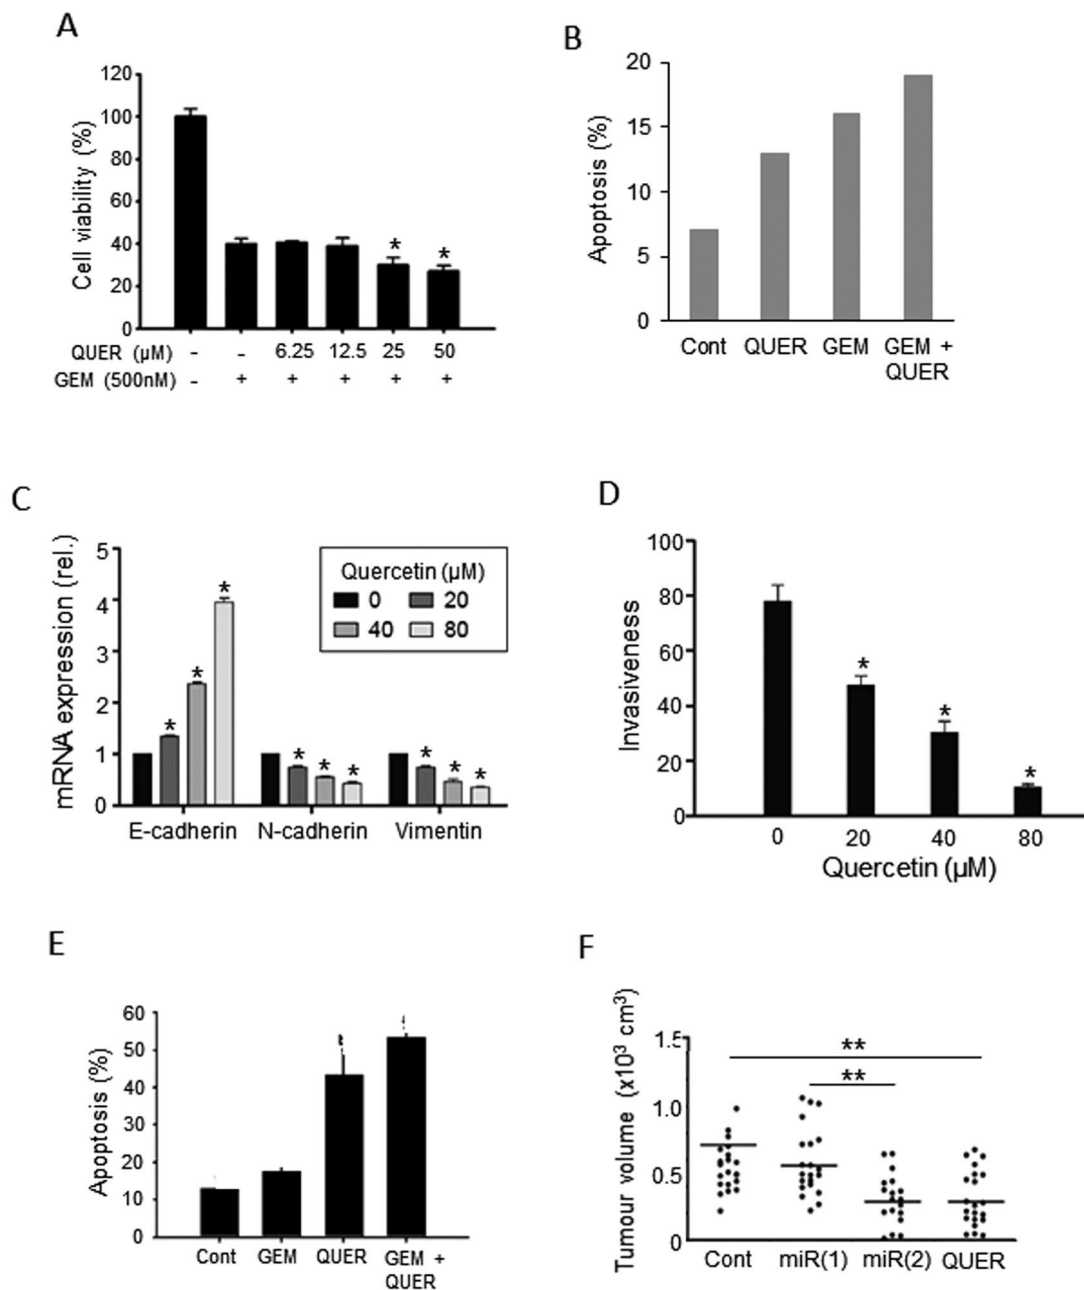 A
Cell viability (%)
120
100
80
60
40
20
0
QUER (µM) - - 6.25 12.5 25 50
GEM (500nM) - + + + + +
* *
B
Apoptosis (%)
20
15
10
5
0
Cont QUER GEM GEM +
QUER
C
mRNA expression (rel.)
5
4
3
2
1
0
Quercetin (µM)
0 20
40 80
* * *
* * *
* * *
E-cadherin N-cadherin Vimentin
D
Invasiveness
100
80
60
40
20
0
* * *
0 20 40 80
Quercetin (µM)
E
Apoptosis (%)
60
50
40
30
20
10
0
Cont GEM QUER GEM +
QUER
F
Tumour volume (x10³ cm³)
1.5
1.0
0.5
0
**
**
Cont miR(1) miR(2) QUER